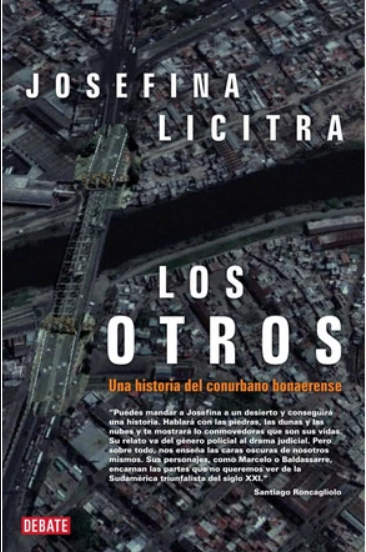 JOSEFINA
LICITRA
LOS
OTROS
Una historia del conurbano bonaerense
"Puedes mandar a Josefina a un desierto y conseguirá
una historia. Hablará con las piedras, las dunas y las
nubes y te mostrará lo conmovedoras que son sus vidas.
Su relato va del género policial al drama judicial. Pero
sobre todo, nos enseña las caras oscuras de nosotros
mismos. Sus personajes, como Marcelo o Baldassarre,
encarnan las partes que no queremos ver de la
Sudamérica triunfalista del siglo XXI."
Santiago Roncagliolo
DEBATE